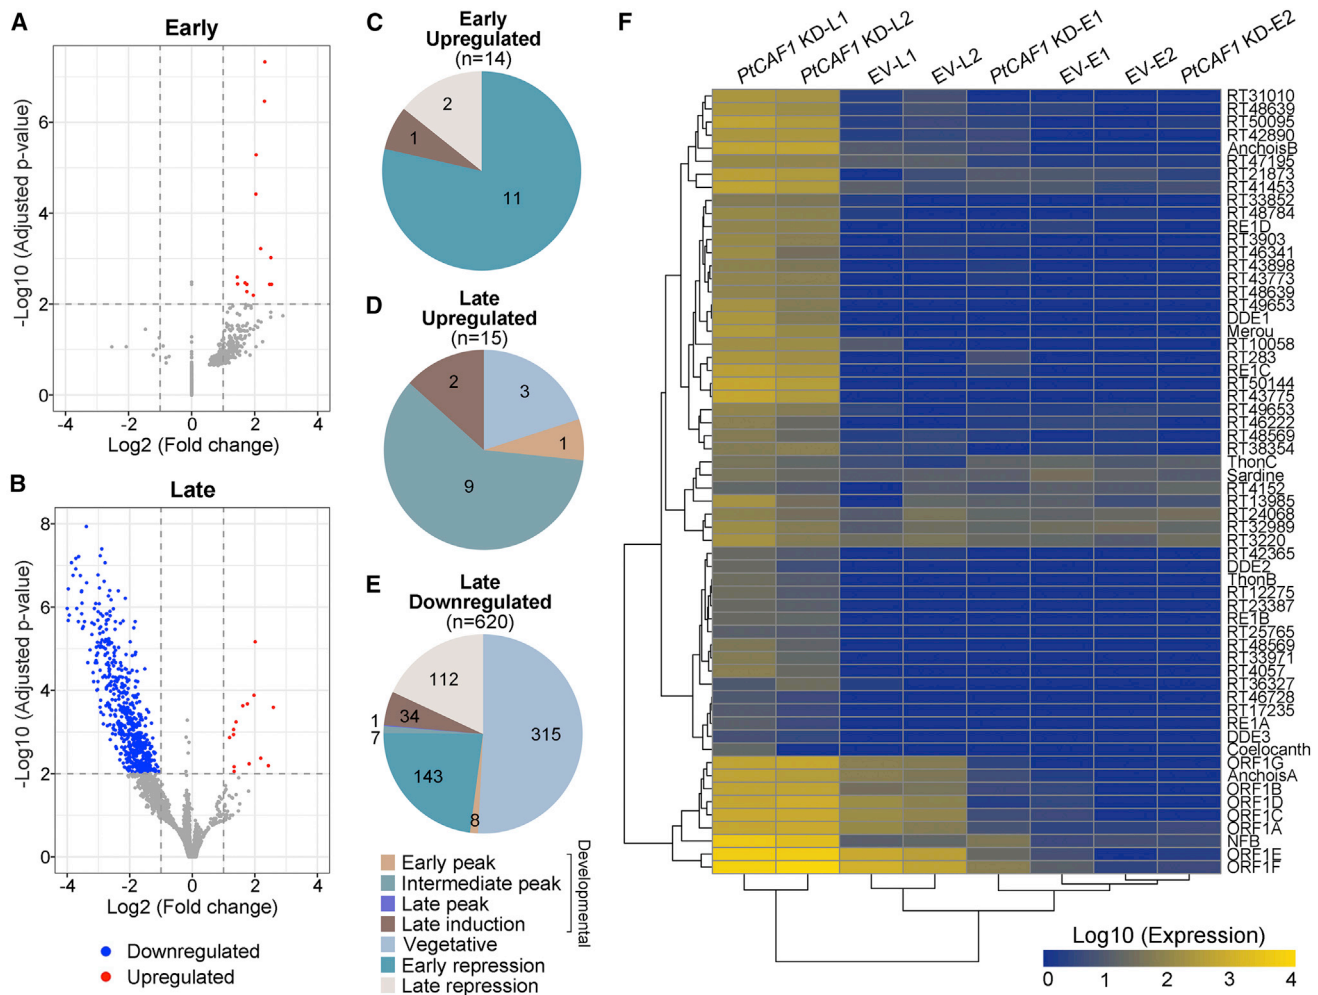 A
Early
-Log10 (Adjusted p-value)
6
4
2
0
-4
-2
0
2
4
Log2 (Fold change)
B
Late
-Log10 (Adjusted p-value)
8
6
4
2
0
-4
-2
0
2
4
Log2 (Fold change)
Downregulated
Upregulated
C
Early
Upregulated
(n=14)
2
1
11
D
Late
Upregulated
(n=15)
2
3
1
9
E
Late
Downregulated
(n=620)
112
34
1
7
315
143
8
Early peak
Intermediate peak
Late peak
Late induction
Developmental
Vegetative
Early repression
Late repression
F
PtCAF1 KD-L1
PtCAF1 KD-L2
EV-L1
EV-L2
PtCAF1 KD-E1
EV-E1
EV-E2
PtCAF1 KD-E2
RT31010
RT48639
RT50095
RT42890
AnchoisB
RT47195
RT21873
RT41453
RT33852
RT48784
RE1D
RT3903
RT46341
RT43898
RT43773
RT48639
RT49653
DDE1
Merou
RT10058
RT283
RE1C
RT50144
RT43775
RT49653
RT46222
RT48569
RT38354
ThonC
Sardine
RT4152
RT13985
RT24068
RT32989
RT3220
RT42365
DDE2
ThonB
RT12275
RT23387
RE1B
RT25765
RT48569
RT33971
RT4057
RT36327
RT46728
RT17235
RE1A
DDE3
Coelocanth
ORF1G
AnchoisA
ORF1B
ORF1D
ORF1C
ORF1A
NFB
ORF1E
ORF1F
Log10 (Expression)
0 1 2 3 4